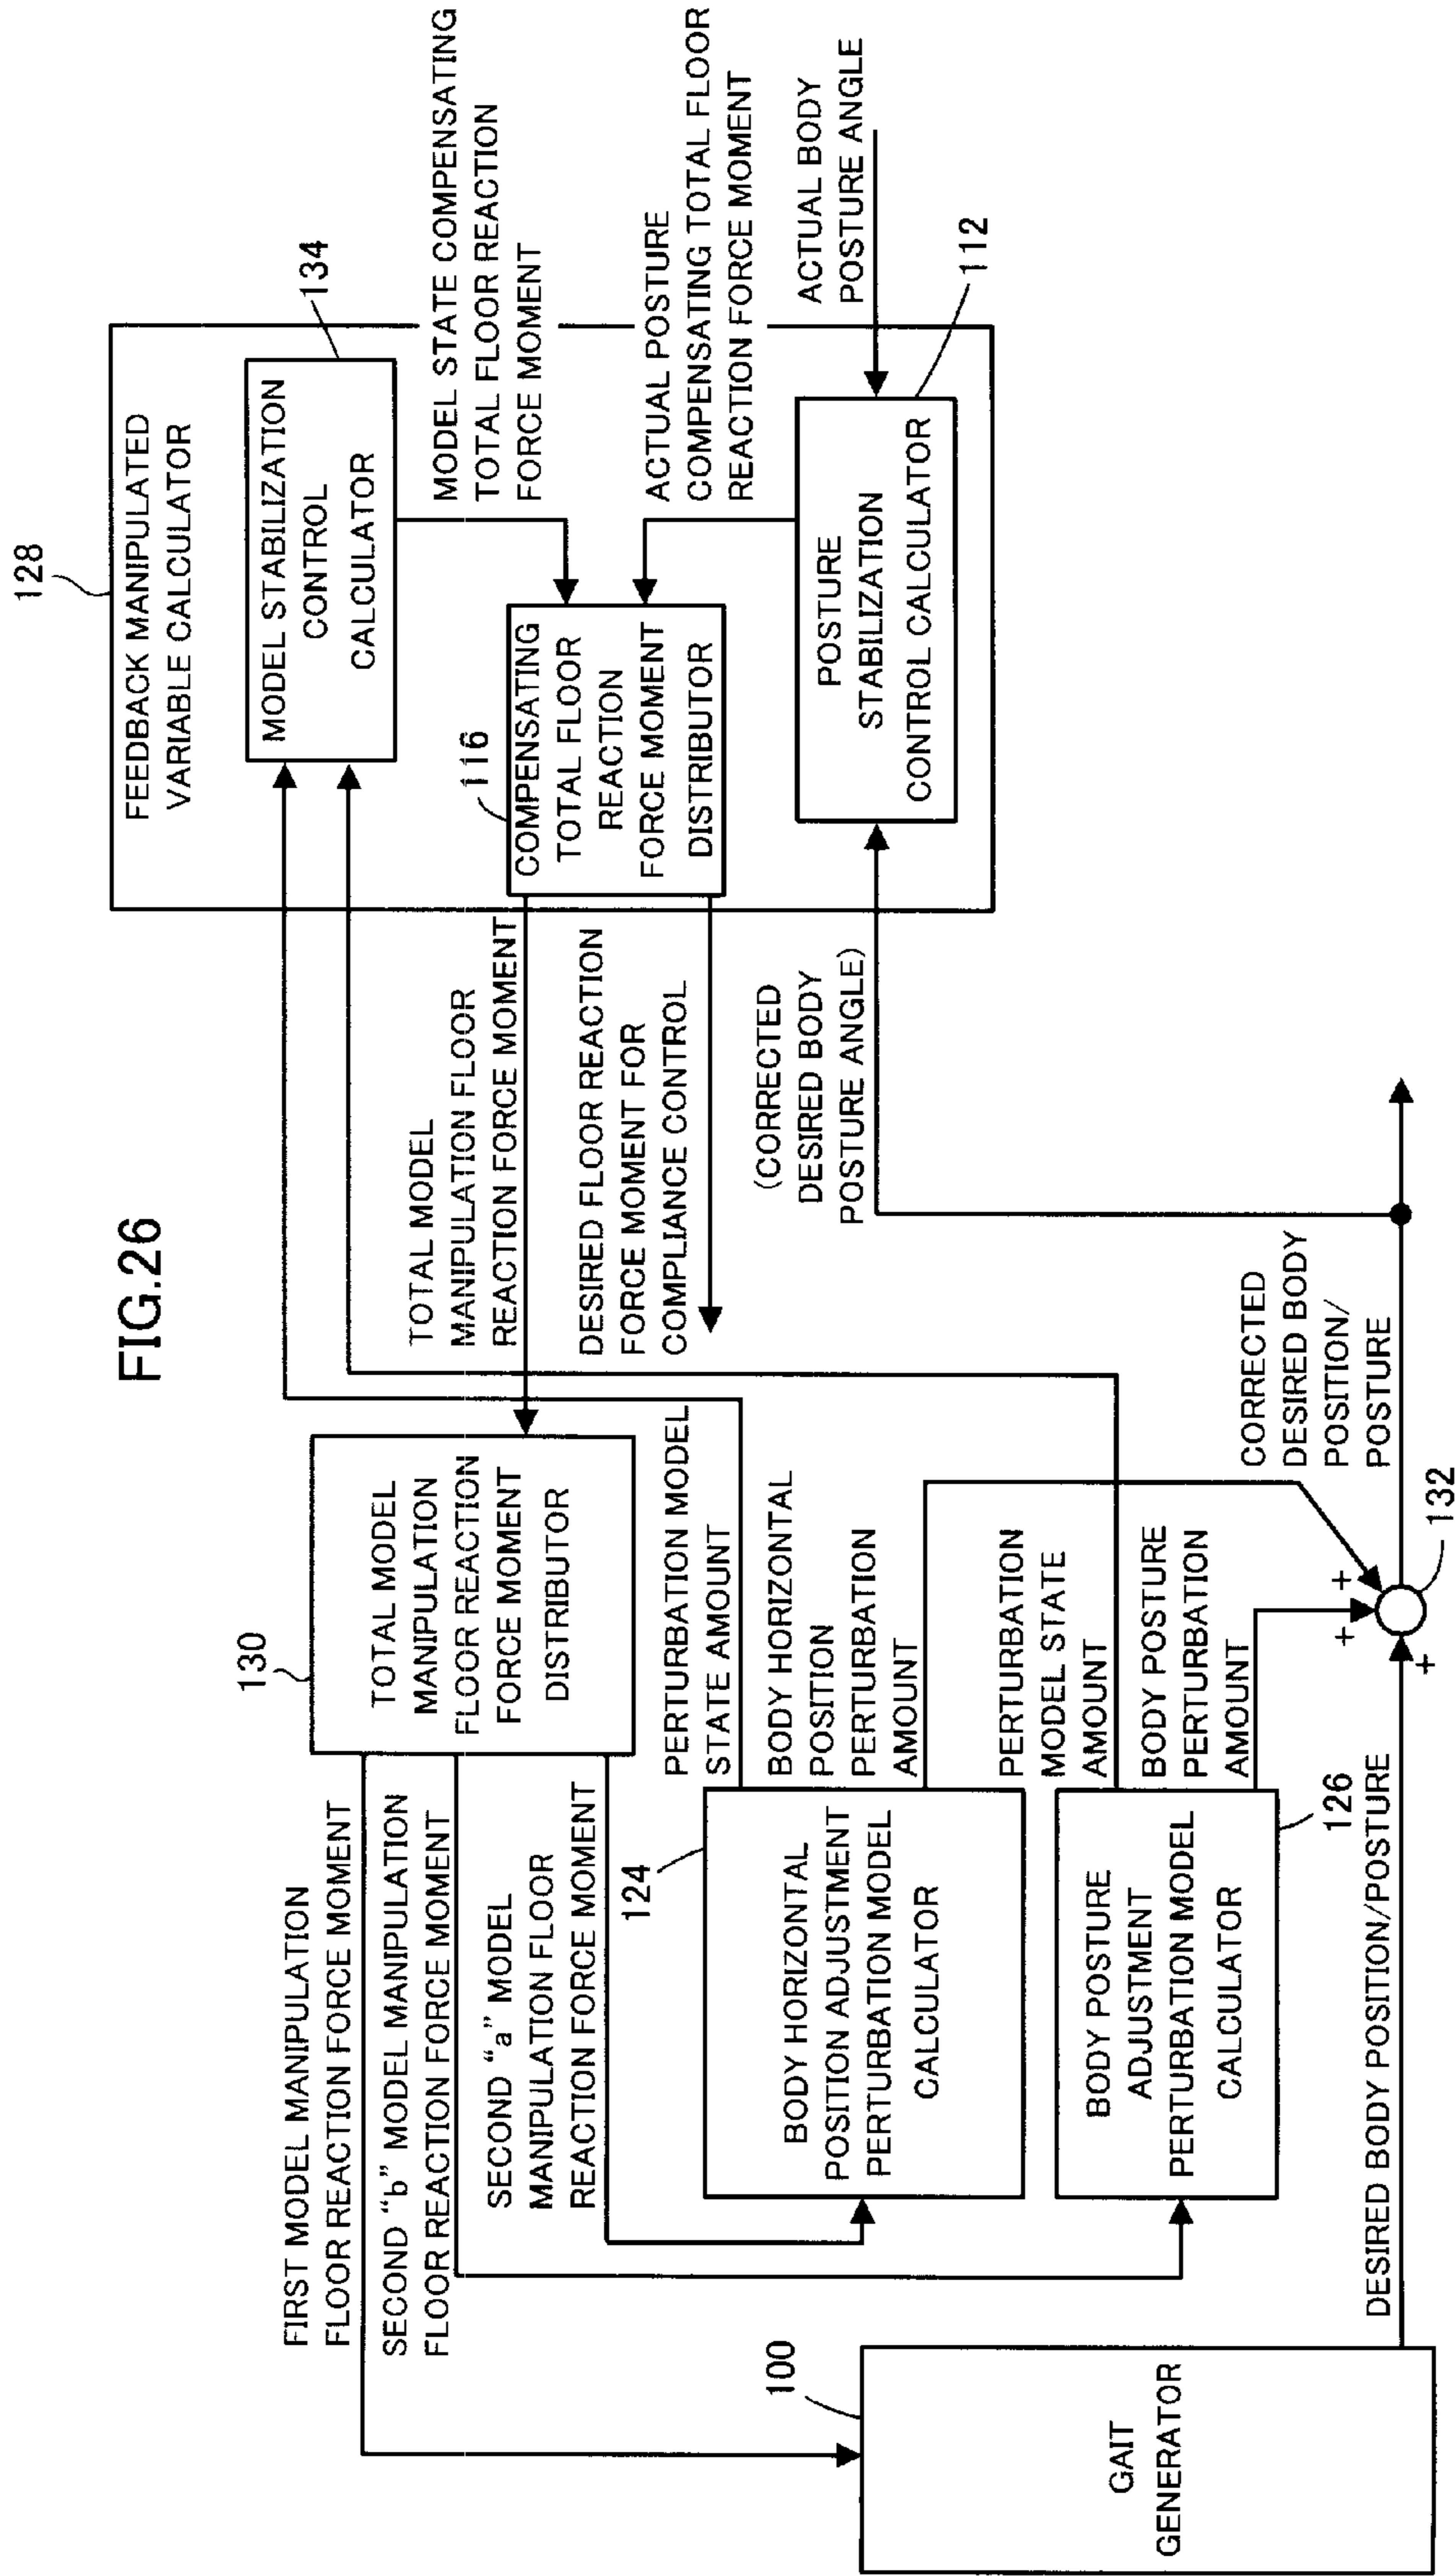 FIG.26
128
FEEDBACK MANIPULATED
VARIABLE CALCULATOR
134
MODEL STABILIZATION
CONTROL
CALCULATOR
MODEL STATE COMPENSATING
TOTAL FLOOR REACTION
FORCE MOMENT
116
COMPENSATING
TOTAL FLOOR
REACTION
FORCE MOMENT
DISTRIBUTOR
ACTUAL POSTURE
COMPENSATING TOTAL FLOOR
REACTION FORCE MOMENT
POSTURE
STABILIZATION
CONTROL CALCULATOR
112
ACTUAL BODY
POSTURE ANGLE
TOTAL MODEL
MANIPULATION FLOOR
REACTION FORCE MOMENT
DESIRED FLOOR REACTION
FORCE MOMENT FOR
COMPLIANCE CONTROL
(CORRECTED
DESIRED BODY
POSTURE ANGLE)
130
TOTAL MODEL
MANIPULATION
FLOOR REACTION
FORCE MOMENT
DISTRIBUTOR
FIRST MODEL MANIPULATION
FLOOR REACTION FORCE MOMENT
SECOND “b” MODEL MANIPULATION
FLOOR REACTION FORCE MOMENT
SECOND “a” MODEL
MANIPULATION FLOOR
REACTION FORCE MOMENT
124
BODY HORIZONTAL
POSITION ADJUSTMENT
PERTURBATION MODEL
CALCULATOR
PERTURBATION MODEL
STATE AMOUNT
BODY HORIZONTAL
POSITION
PERTURBATION
AMOUNT
126
BODY POSTURE
ADJUSTMENT
PERTURBATION MODEL
CALCULATOR
PERTURBATION
MODEL STATE
AMOUNT
BODY POSTURE
PERTURBATION
AMOUNT
100
GAIT
GENERATOR
DESIRED BODY POSITION/POSTURE
+
+
+
132
CORRECTED
DESIRED BODY
POSITION/
POSTURE